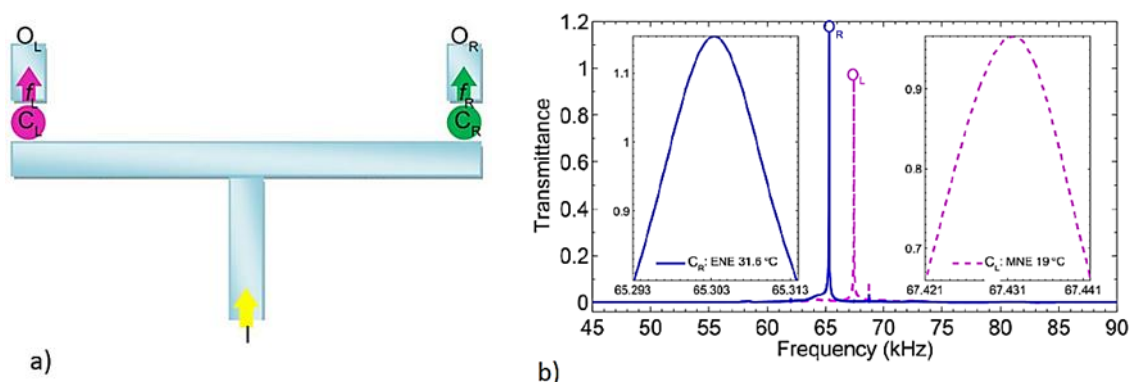 O_L O_R
f_L f_R
C_L C_R
I
a)
Transmittance
1.2
1.0
0.8
0.6
0.4
0.2
0
45 50 55 60 65 70 75 80 85 90
Frequency (kHz)
O_R
O_L
1.1
1
0.9
C_R: ENE 31.6 °C
65.293 65.303 65.313
0.9
0.8
0.7
C_L: MNE 19 °C
67.421 67.431 67.441
b)